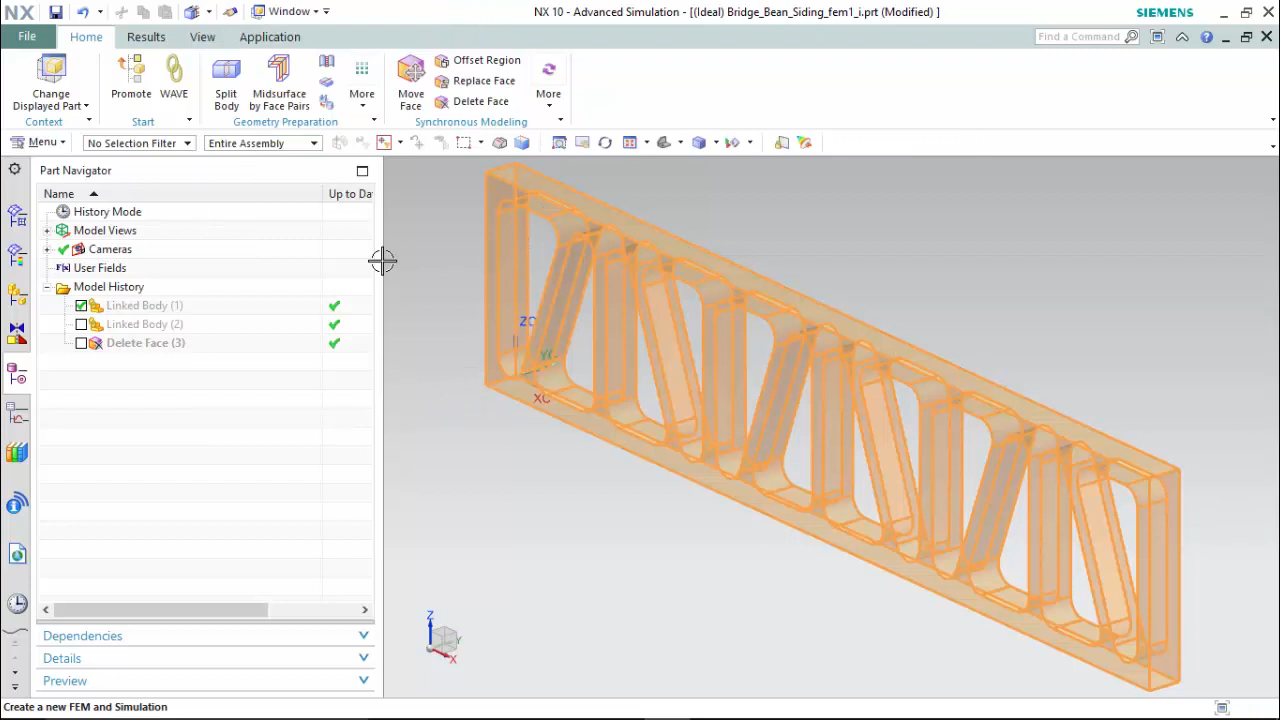 NX
Window
NX 10 - Advanced Simulation - [(Ideal) Bridge_Bean_Siding_fem1_i.prt (Modified) ]
SIEMENS
File
Home
Results
View
Application
Find a Command
Change
Displayed Part
Promote
WAVE
Split
Body
Midsurface
by Face Pairs
More
Move
Face
Offset Region
Replace Face
Delete Face
More
Context
Start
Geometry Preparation
Synchronous Modeling
Menu
No Selection Filter
Entire Assembly
Part Navigator
Name
Up to Da
History Mode
Model Views
Cameras
User Fields
Model History
Linked Body (1)
Linked Body (2)
Delete Face (3)
XC
Z
X
Y
Dependencies
Details
Preview
Create a new FEM and Simulation